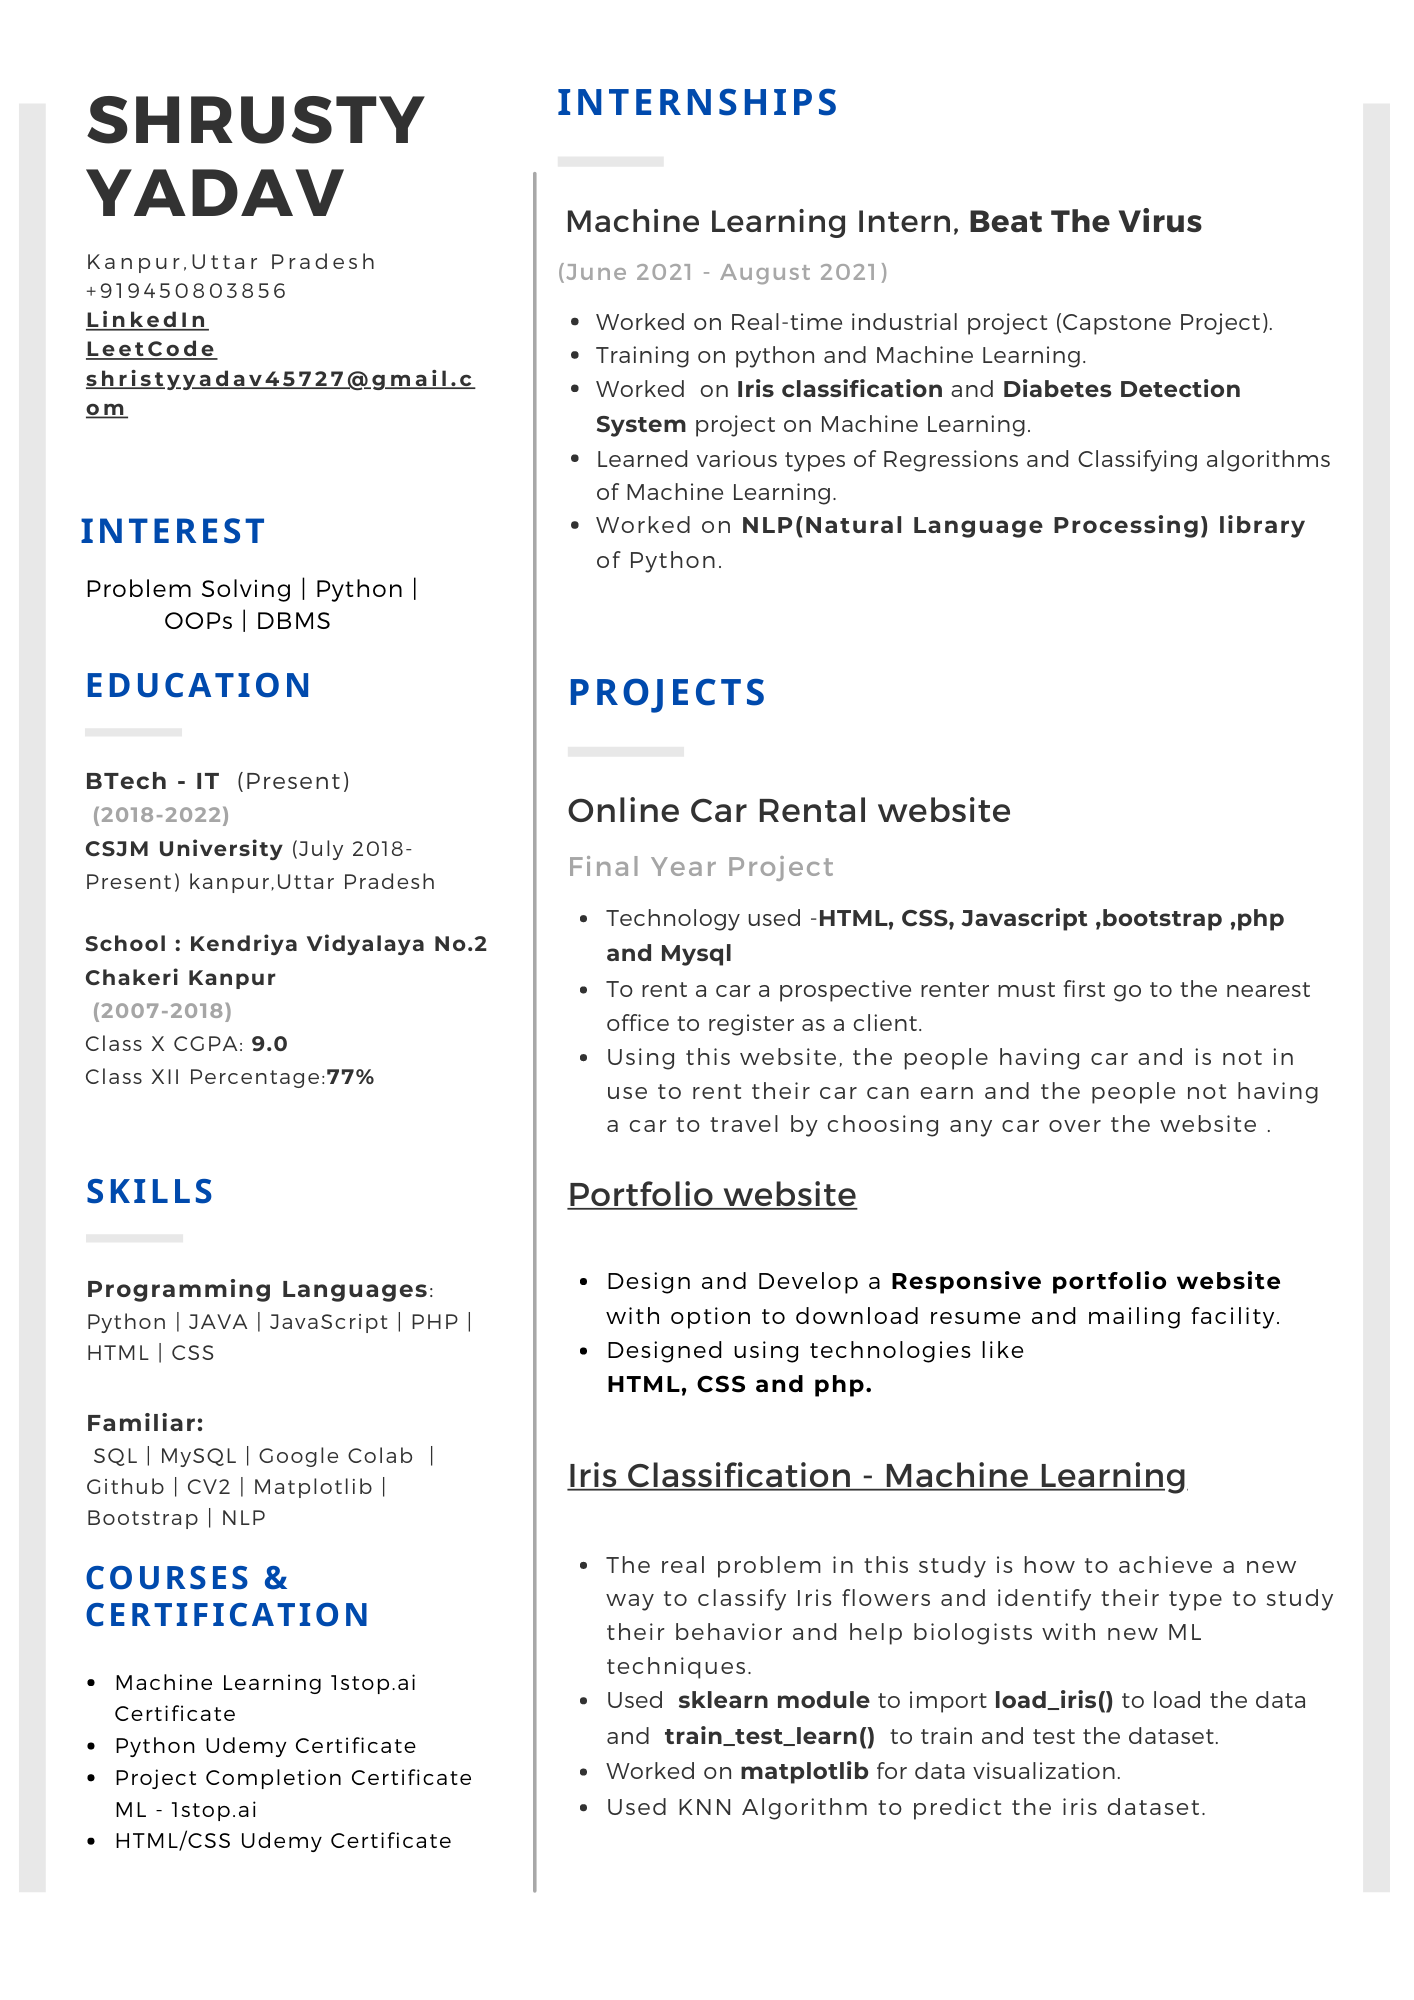 SHRUSTY
YADAV
Kanpur,Uttar Pradesh
+919450803856
LinkedIn
LeetCode
shristyyadav45727@gmail.c
om
INTEREST
Problem Solving | Python |
OOPs | DBMS
EDUCATION
BTech - IT (Present)
(2018-2022)
CSJM University (July 2018-
Present) kanpur,Uttar Pradesh
School : Kendriya Vidyalaya No.2
Chakeri Kanpur
(2007-2018)
Class X CGPA: 9.0
Class XII Percentage:77%
SKILLS
Programming Languages:
Python | JAVA | JavaScript | PHP |
HTML | CSS
Familiar:
SQL | MySQL | Google Colab |
Github | CV2 | Matplotlib |
Bootstrap | NLP
COURSES &
CERTIFICATION
• Machine Learning 1stop.ai
Certificate
• Python Udemy Certificate
• Project Completion Certificate
ML - 1stop.ai
• HTML/CSS Udemy Certificate
INTERNSHIPS
Machine Learning Intern, Beat The Virus
(June 2021 - August 2021)
• Worked on Real-time industrial project (Capstone Project).
• Training on python and Machine Learning.
• Worked on Iris classification and Diabetes Detection
System project on Machine Learning.
• Learned various types of Regressions and Classifying algorithms
of Machine Learning.
• Worked on NLP(Natural Language Processing) library
of Python.
PROJECTS
Online Car Rental website
Final Year Project
• Technology used -HTML, CSS, Javascript ,bootstrap ,php
and Mysql
• To rent a car a prospective renter must first go to the nearest
office to register as a client.
• Using this website, the people having car and is not in
use to rent their car can earn and the people not having
a car to travel by choosing any car over the website .
Portfolio website
• Design and Develop a Responsive portfolio website
with option to download resume and mailing facility.
• Designed using technologies like
HTML, CSS and php.
Iris Classification - Machine Learning
• The real problem in this study is how to achieve a new
way to classify Iris flowers and identify their type to study
their behavior and help biologists with new ML
techniques.
• Used sklearn module to import load_iris() to load the data
and train_test_learn() to train and test the dataset.
• Worked on matplotlib for data visualization.
• Used KNN Algorithm to predict the iris dataset.